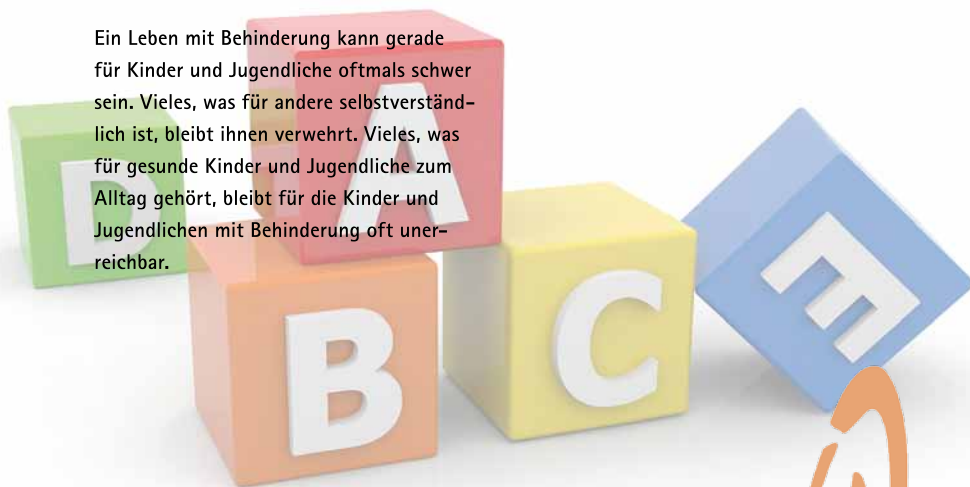 Ein Leben mit Behinderung kann gerade
für Kinder und Jugendliche oftmals schwer
sein. Vieles, was für andere selbstverständ-
lich ist, bleibt ihnen verwehrt. Vieles, was
für gesunde Kinder und Jugendliche zum
Alltag gehört, bleibt für die Kinder und
Jugendlichen mit Behinderung oft uner-
reichbar.
D
A
B
C
E